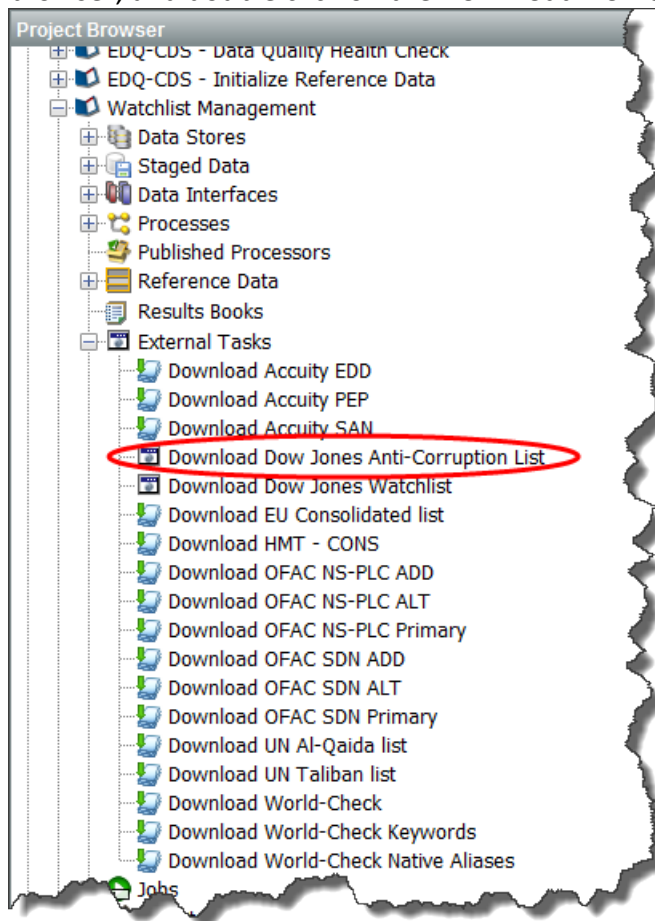 Project Browser
EDQ-CDS - Data Quality Health Check
EDQ-CDS - Initialize Reference Data
Watchlist Management
Data Stores
Staged Data
Data Interfaces
Processes
Published Processors
Reference Data
Results Books
External Tasks
Download Accuity EDD
Download Accuity PEP
Download Accuity SAN
Download Dow Jones Anti-Corruption List
Download Dow Jones Watchlist
Download EU Consolidated list
Download HMT - CONS
Download OFAC NS-PLC ADD
Download OFAC NS-PLC ALT
Download OFAC NS-PLC Primary
Download OFAC SDN ADD
Download OFAC SDN ALT
Download OFAC SDN Primary
Download UN Al-Qaida list
Download UN Taliban list
Download World-Check
Download World-Check Keywords
Download World-Check Native Aliases
Jobs